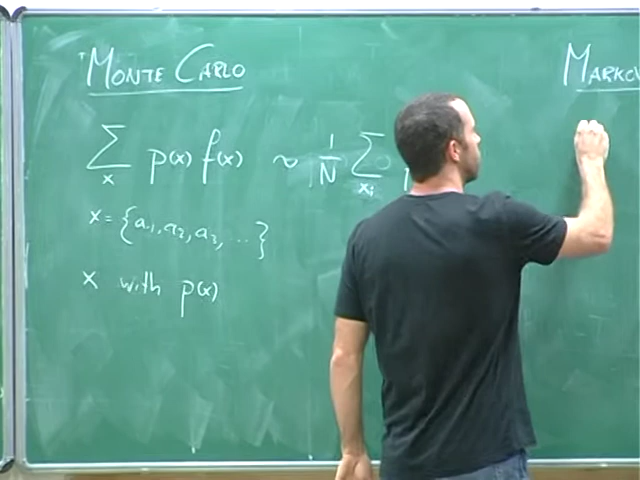 MONTE CARLO
MARKOV
∑ p(x) f(x) ~ 1/N ∑
x xi
x = {a1, a2, a3, ...}
x with p(x)